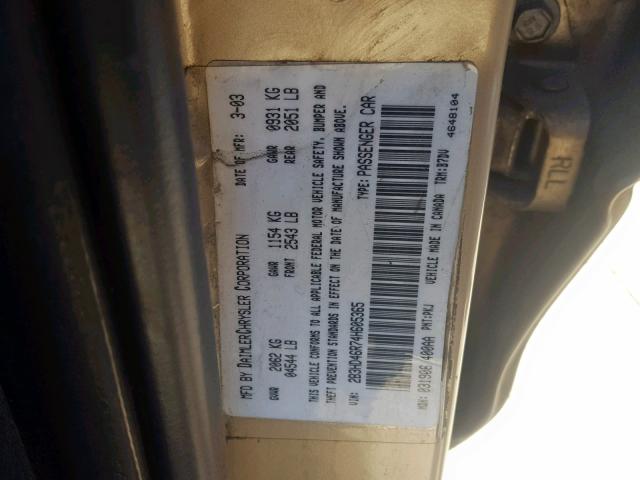 MFD BY DAIMLERCHRYSLER CORPORATION
DATE OF MFR: 3-03
GVWR 2062 KG
04544 LB
GAWR FRONT 1154 KG
2543 LB
GAWR REAR 0931 KG
2051 LB
THIS VEHICLE CONFORMS TO ALL APPLICABLE FEDERAL MOTOR VEHICLE SAFETY, BUMPER AND
THEFT PREVENTION STANDARDS IN EFFECT ON THE DATE OF MANUFACTURE SHOWN ABOVE.
VIN: 2B3HD46R74H605365
TYPE: PASSENGER CAR
MDH: 031908 400AA PNT: PKJ
VEHICLE MADE IN CANADA TRM: B7DV
4648104
RLL